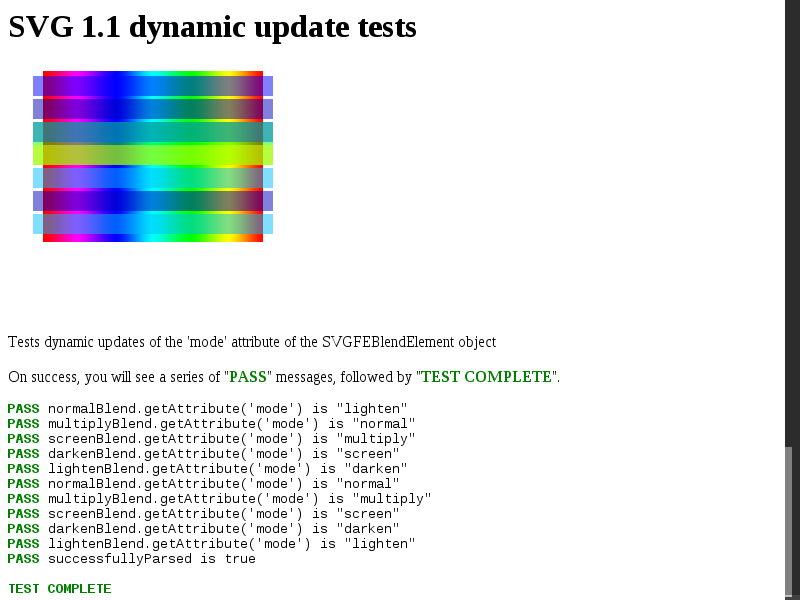 SVG 1.1 dynamic update tests
Tests dynamic updates of the 'mode' attribute of the SVGFEBlendElement object
On success, you will see a series of "PASS" messages, followed by "TEST COMPLETE".
PASS normalBlend.getAttribute('mode') is "lighten"
PASS multiplyBlend.getAttribute('mode') is "normal"
PASS screenBlend.getAttribute('mode') is "multiply"
PASS darkenBlend.getAttribute('mode') is "screen"
PASS lightenBlend.getAttribute('mode') is "darken"
PASS normalBlend.getAttribute('mode') is "normal"
PASS multiplyBlend.getAttribute('mode') is "multiply"
PASS screenBlend.getAttribute('mode') is "screen"
PASS darkenBlend.getAttribute('mode') is "darken"
PASS lightenBlend.getAttribute('mode') is "lighten"
PASS successfullyParsed is true
TEST COMPLETE